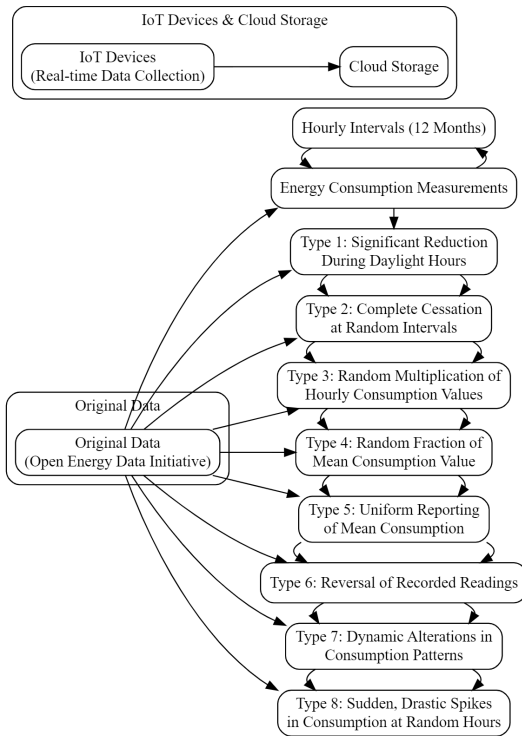 IoT Devices & Cloud Storage
IoT Devices
(Real-time Data Collection)
Cloud Storage
Hourly Intervals (12 Months)
Energy Consumption Measurements
Type 1: Significant Reduction
During Daylight Hours
Type 2: Complete Cessation
at Random Intervals
Type 3: Random Multiplication of
Hourly Consumption Values
Original Data
Original Data
(Open Energy Data Initiative)
Type 4: Random Fraction of
Mean Consumption Value
Type 5: Uniform Reporting
of Mean Consumption
Type 6: Reversal of Recorded Readings
Type 7: Dynamic Alterations in
Consumption Patterns
Type 8: Sudden, Drastic Spikes
in Consumption at Random Hours